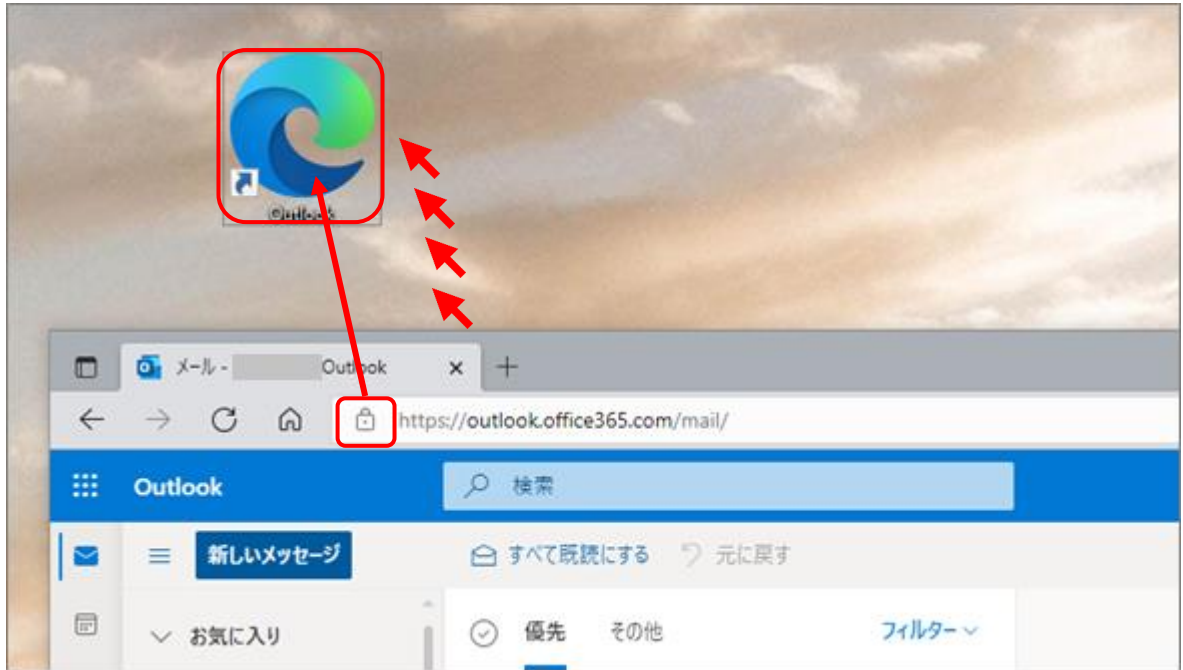 Outlook
メール - Outlook
https://outlook.office365.com/mail/
Outlook
検索
新しいメッセージ
すべて既読にする 元に戻す
お気に入り
優先 その他 フィルター